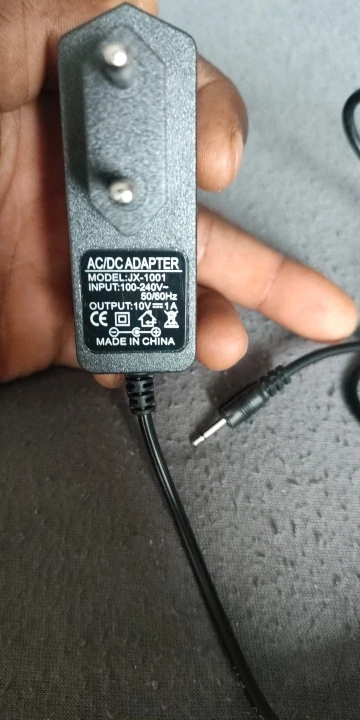 AC/DC ADAPTER
MODEL:JX-1001
INPUT:100-240V~
50/60Hz
OUTPUT:10V⎓1A
CE
MADE IN CHINA